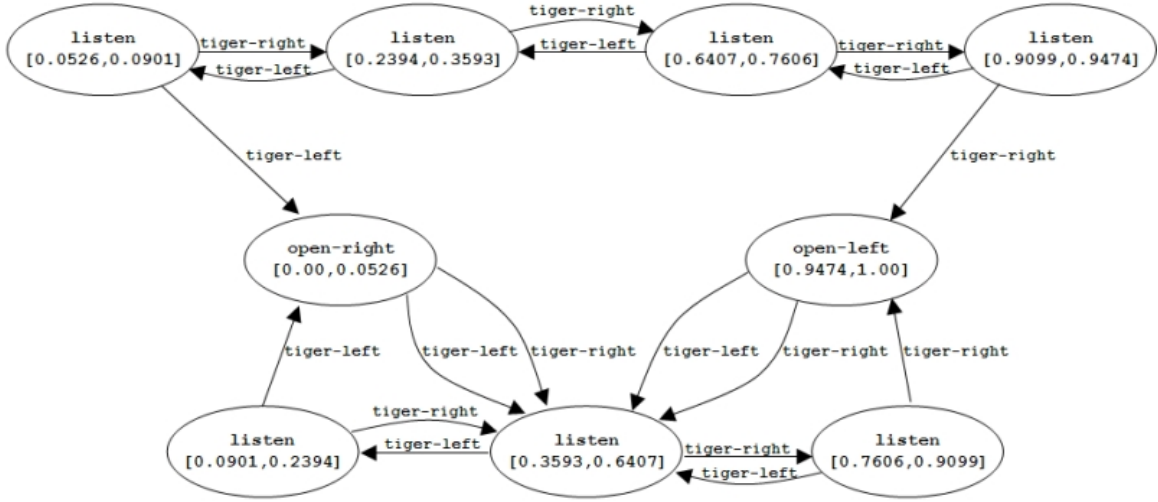 tiger-right
listen
[0.0526,0.0901]
tiger-right
tiger-left
listen
[0.2394,0.3593]
tiger-left
listen
[0.6407,0.7606]
tiger-right
tiger-left
listen
[0.9099,0.9474]
tiger-left
tiger-right
open-right
[0.00,0.0526]
open-left
[0.9474,1.00]
tiger-left
tiger-left
tiger-right
tiger-left
tiger-right
tiger-right
listen
[0.0901,0.2394]
tiger-right
tiger-left
listen
[0.3593,0.6407]
tiger-right
tiger-left
listen
[0.7606,0.9099]